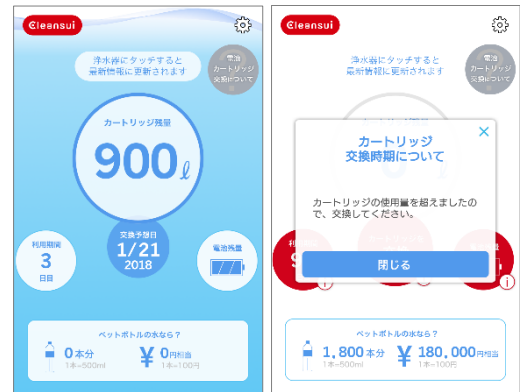 Cleansui
浄水器にタッチすると
最新情報に更新されます
電池
カートリッジ
交換について
カートリッジ残量
900ℓ
利用期間
3
日目
交換予想日
1/21
2018
電池残量
ペットボトルの水なら？
0本分
1本=500ml
¥ 0円相当
1本=100円
Cleansui
浄水器にタッチすると
最新情報に更新されます
電池
カートリッジ
交換について
カートリッジ
交換時期について
カートリッジの使用量を超えましたの
で、交換してください。
閉じる
ペットボトルの水なら？
1,800本分
1本=500ml
¥ 180,000円相当
1本=100円